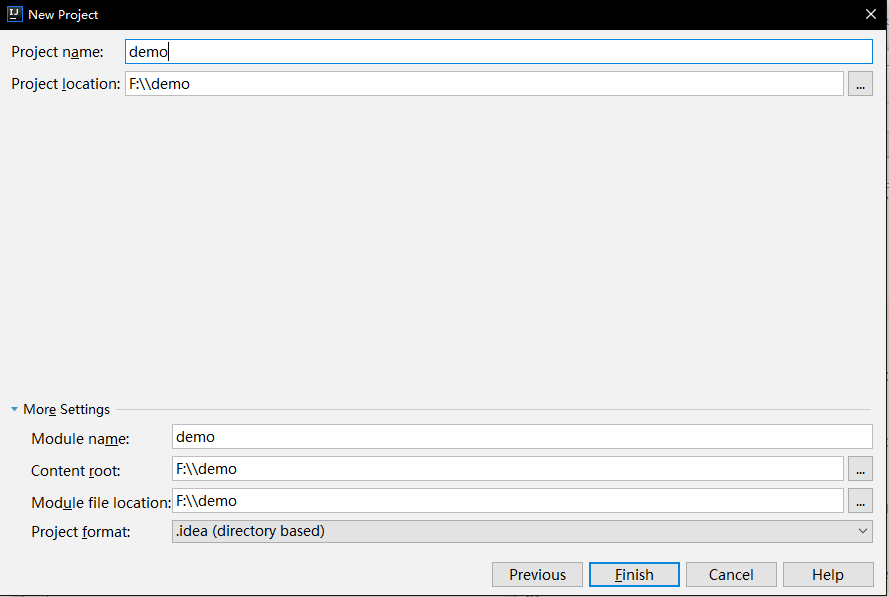 New Project
Project name: demo
Project location: F:\\demo ...
More Settings
Module name: demo
Content root: F:\\demo ...
Module file location: F:\\demo ...
Project format: .idea (directory based)
Previous Finish Cancel Help